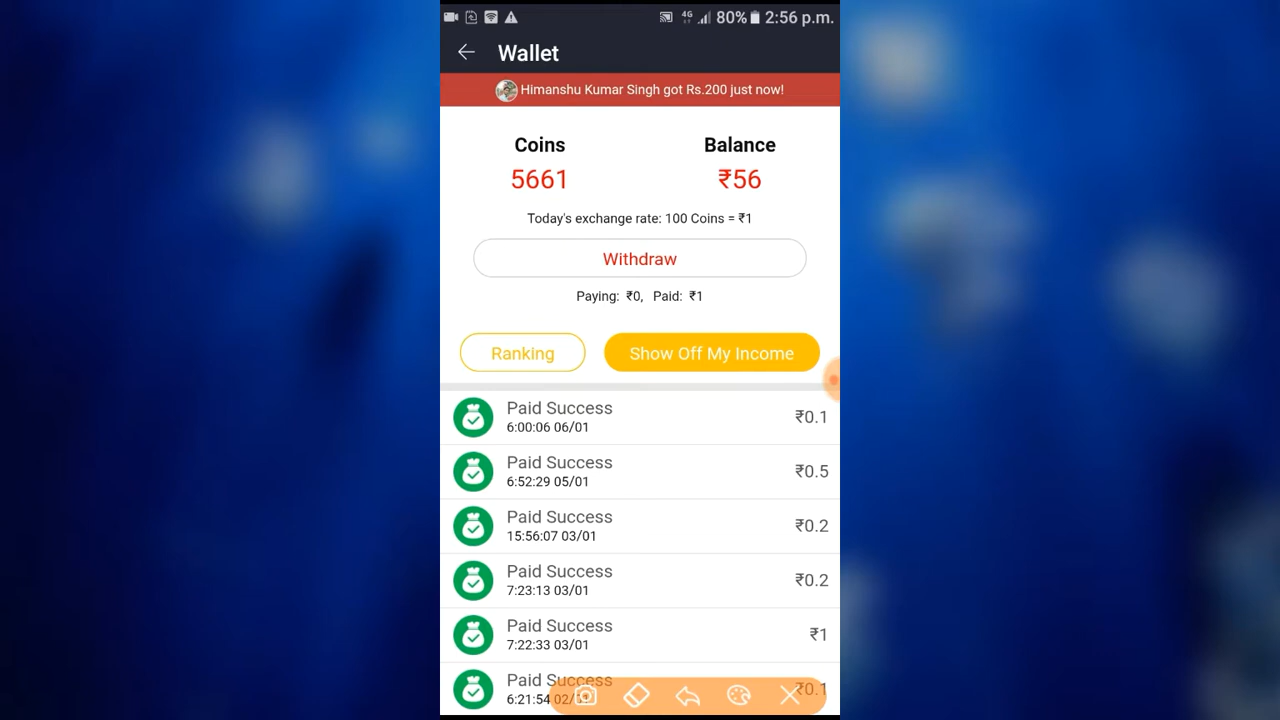 4G 80% 2:56 p.m.
Wallet
Himanshu Kumar Singh got Rs.200 just now!
Coins Balance
5661 ₹56
Today's exchange rate: 100 Coins = ₹1
Withdraw
Paying: ₹0, Paid: ₹1
Ranking Show Off My Income
Paid Success
6:00:06 06/01 ₹0.1
Paid Success
6:52:29 05/01 ₹0.5
Paid Success
15:56:07 03/01 ₹0.2
Paid Success
7:23:13 03/01 ₹0.2
Paid Success
7:22:33 03/01 ₹1
Paid Success
6:21:54 02/ ₹0.1